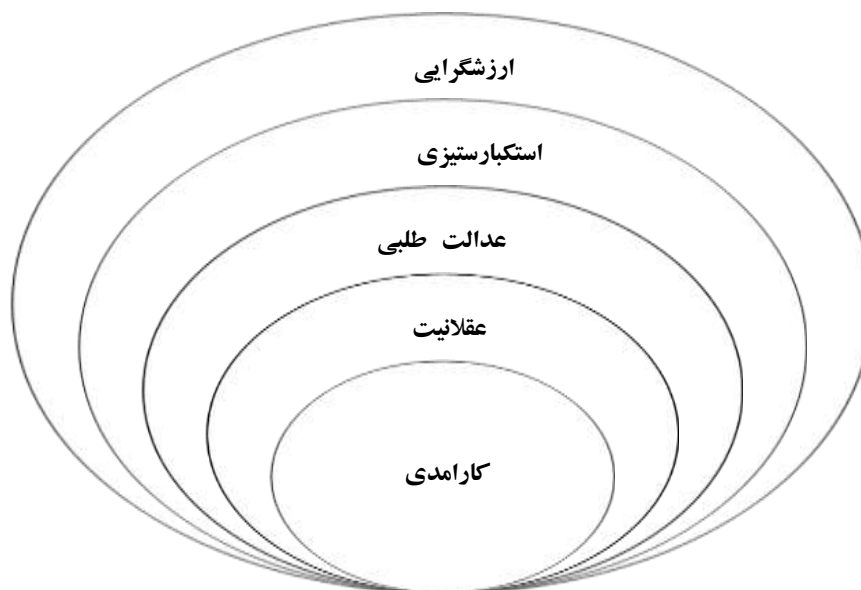 ارزشگرایی
استکبارستیزی
عدالت طلبی
عقلانیت
کارامدی